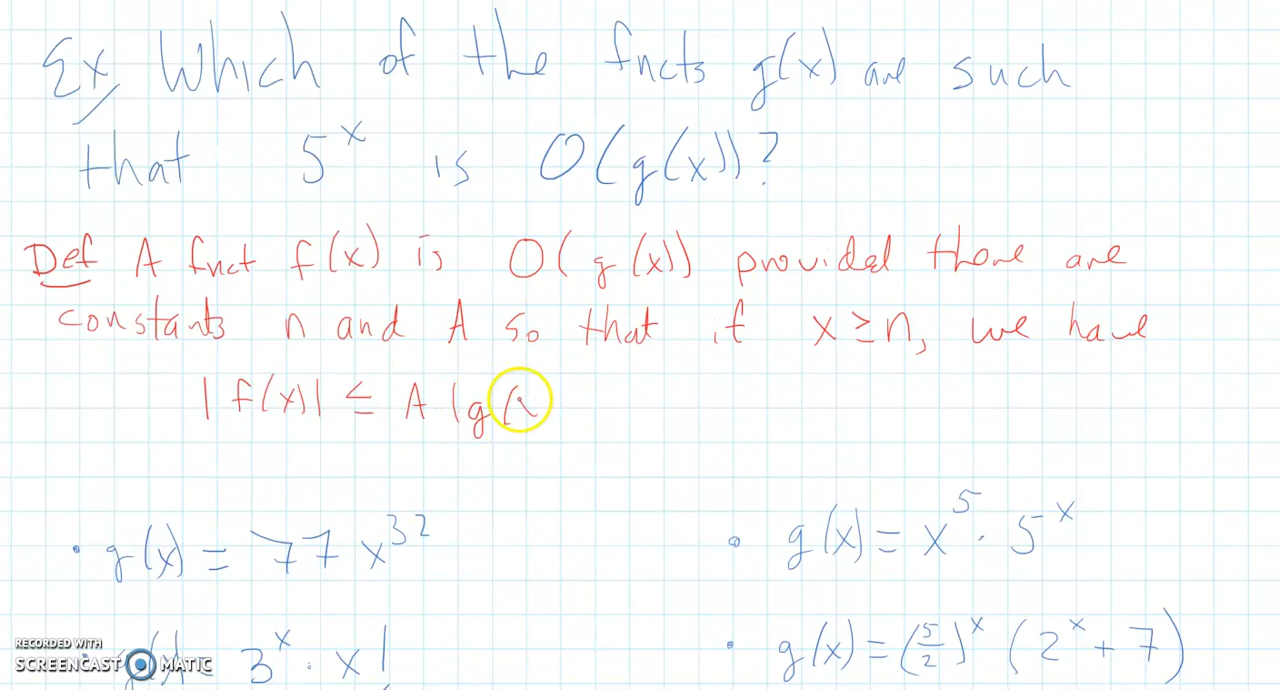 Ex Which of the fncts g(x) are such
that 5^x is O(g(x))?
Def A fnct f(x) is O(g(x)) provided there are
constants n and A so that if x ≥ n, we have
|f(x)| ≤ A |g(
• g(x) = 77 x^32
• g(x) = x^5 · 5^x
• g(x) = 3^x · x!
• g(x) = (5/2)^x (2^x + 7)
RECORDED WITH
SCREENCAST MATIC